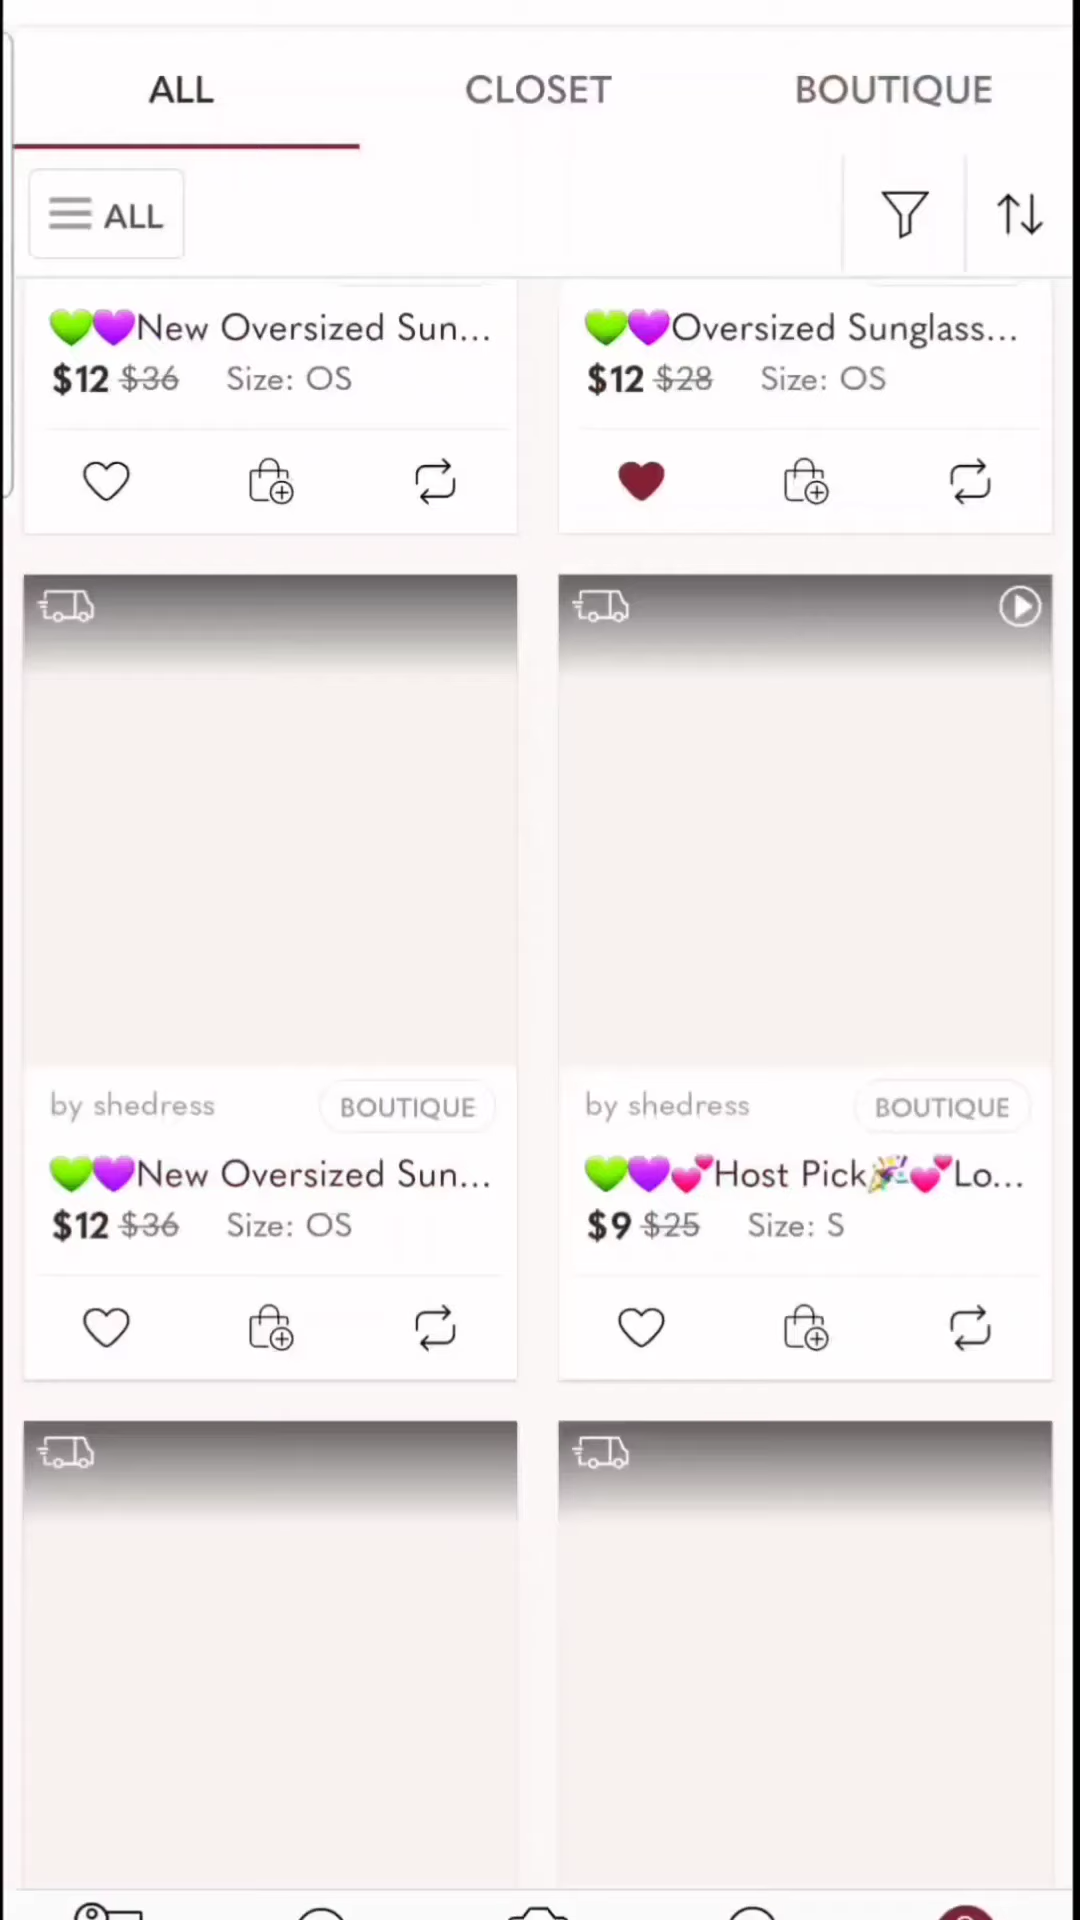 ALL CLOSET BOUTIQUE
ALL
💚💜New Oversized Sun... 💚💜Oversized Sunglass...
$12 $36 Size: OS $12 $28 Size: OS
by shedress BOUTIQUE by shedress BOUTIQUE
💚💜New Oversized Sun... 💚💜💕Host Pick🎉💕Lo...
$12 $36 Size: OS $9 $25 Size: S